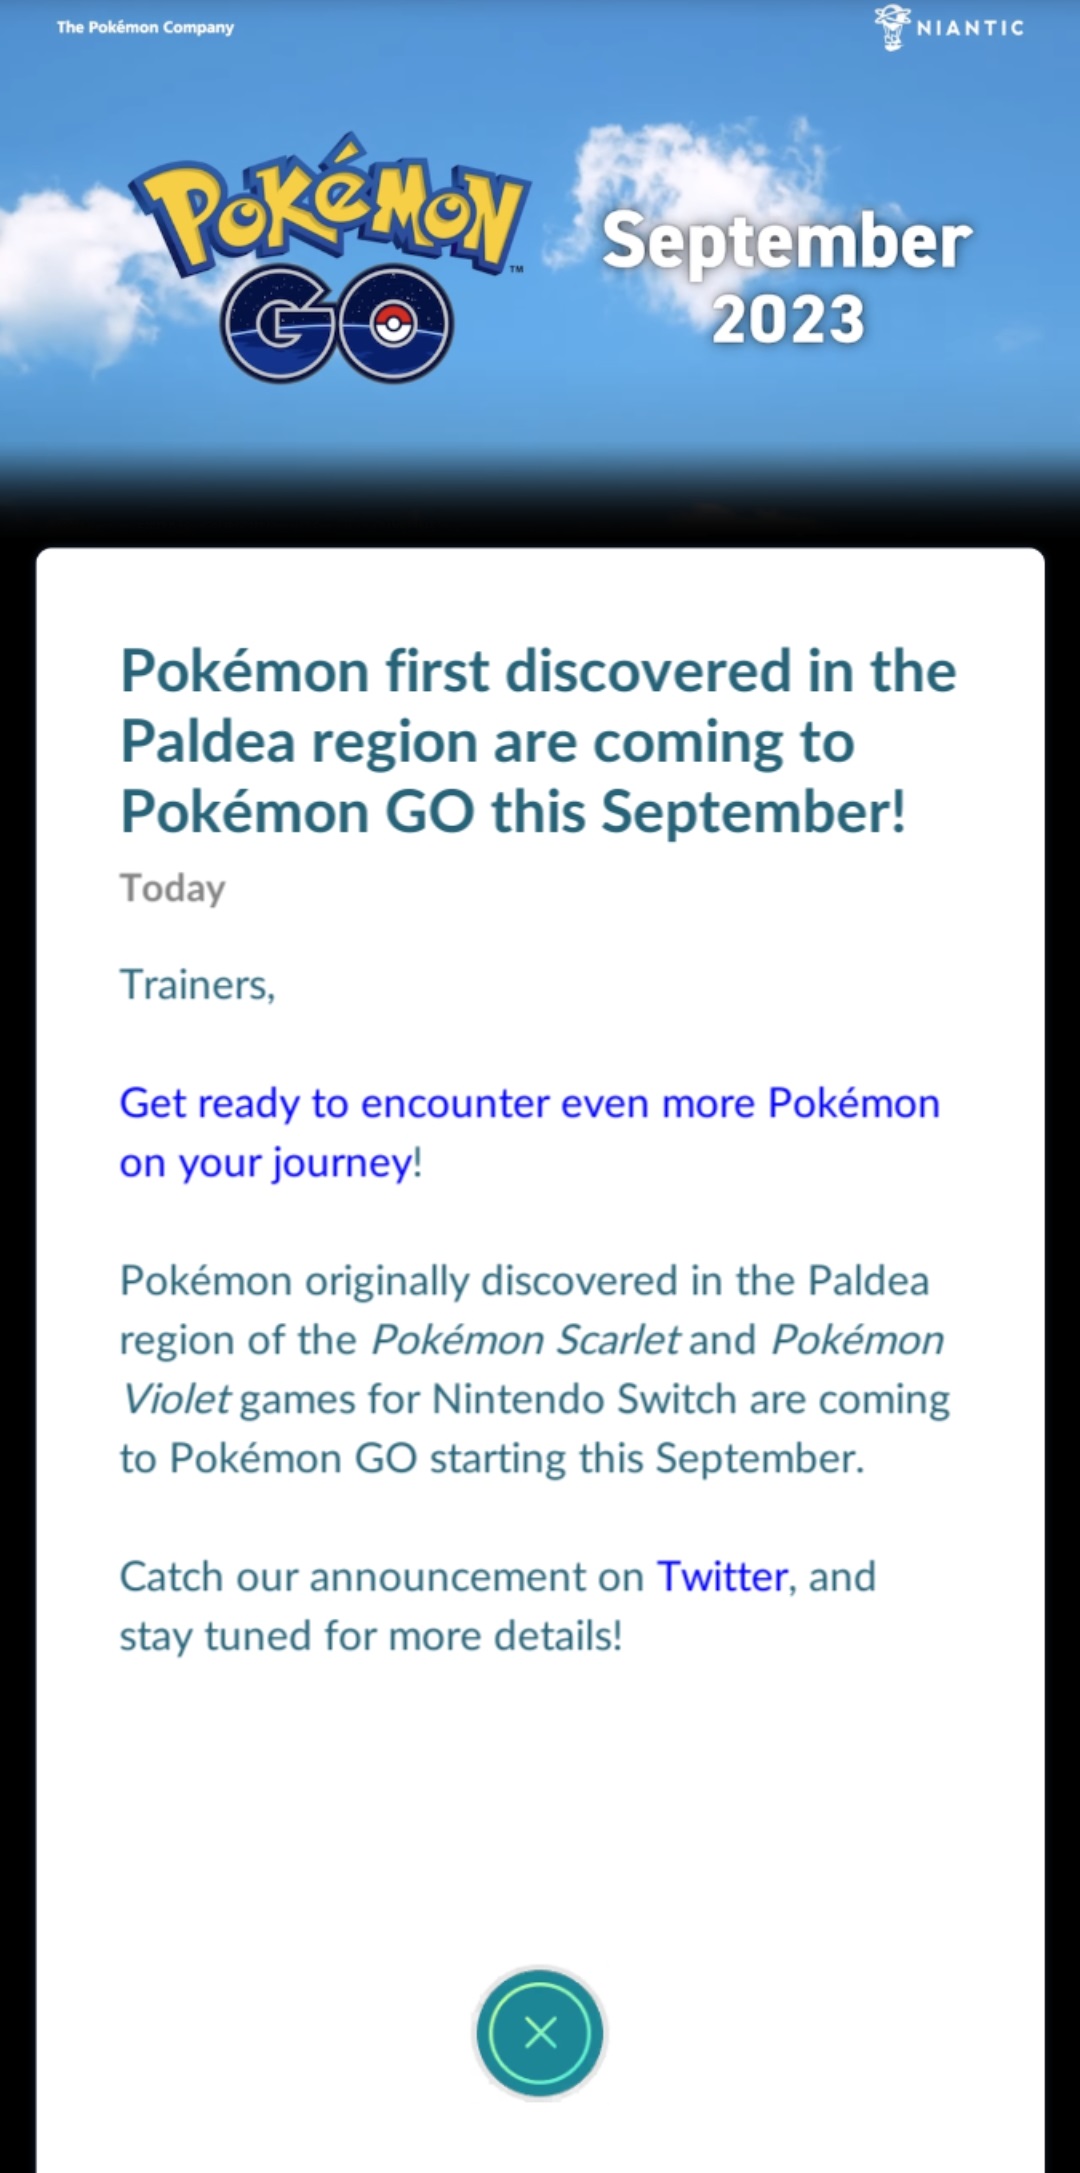 The Pokémon Company
NIANTIC
Pokémon
GO
TM
September
2023
Pokémon first discovered in the
Paldea region are coming to
Pokémon GO this September!
Today
Trainers,
Get ready to encounter even more Pokémon
on your journey!
Pokémon originally discovered in the Paldea
region of the Pokémon Scarlet and Pokémon
Violet games for Nintendo Switch are coming
to Pokémon GO starting this September.
Catch our announcement on Twitter, and
stay tuned for more details!